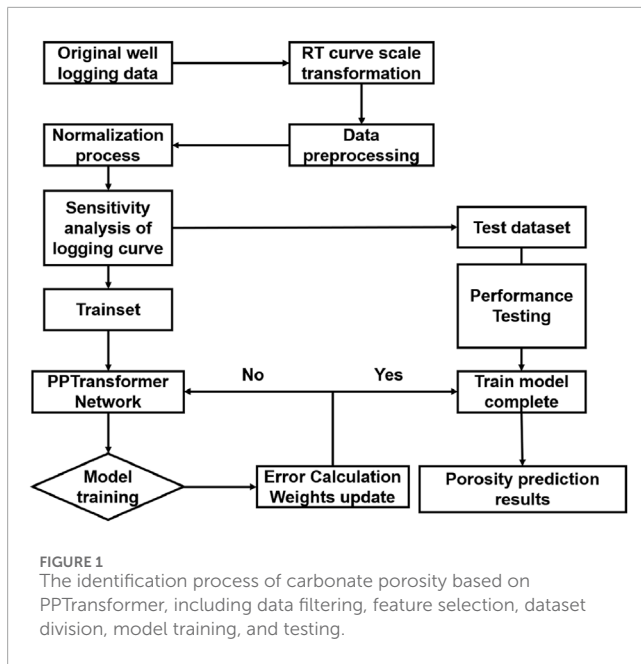 Original well
logging data
RT curve scale
transformation
Normalization
process
Data
preprocessing
Sensitivity
analysis of
logging curve
Test dataset
Trainset
Performance
Testing
No
Yes
PPTransformer
Network
Train model
complete
Model
training
Error Calculation
Weights update
Porosity prediction
results
FIGURE 1
The identification process of carbonate porosity based on
PPTransformer, including data filtering, feature selection, dataset
division, model training, and testing.